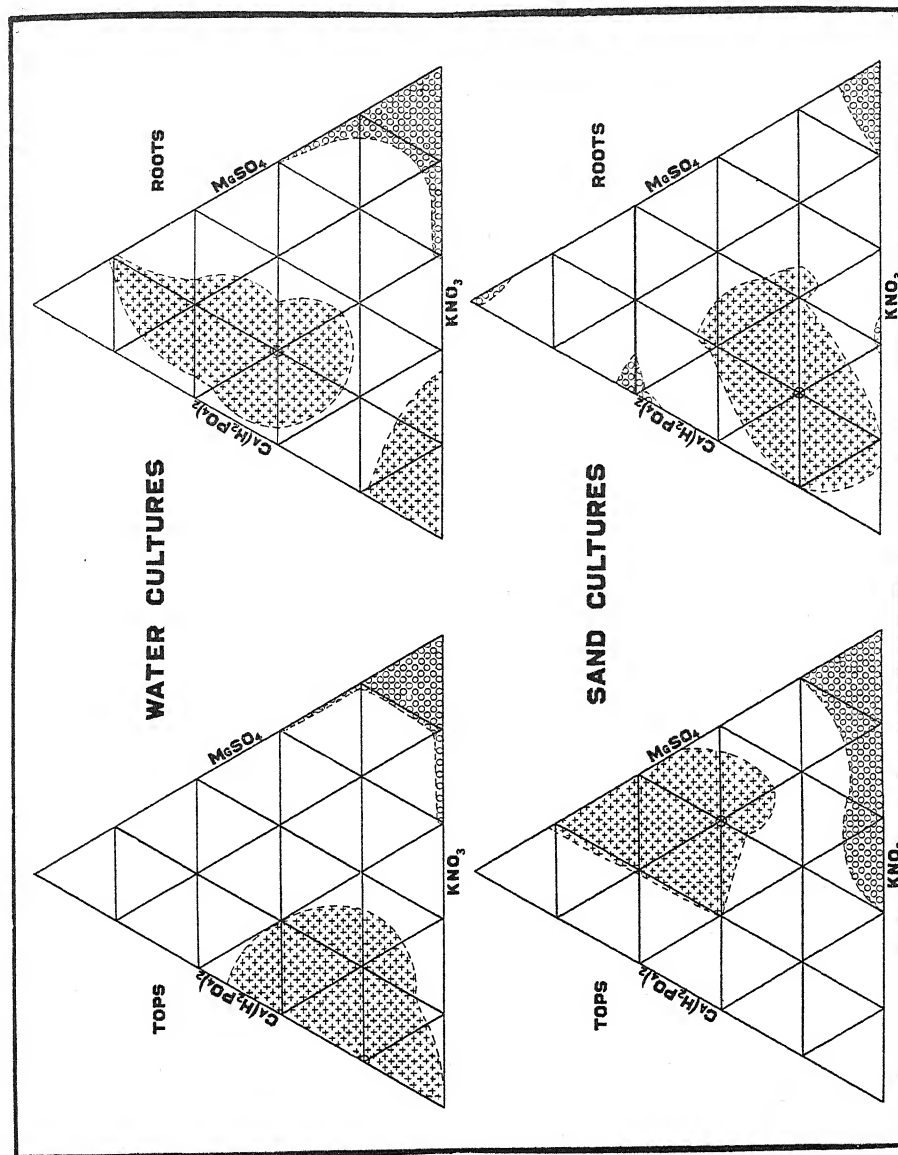 WATER CULTURES
TOPS
ROOTS
Ca(H₂PO₄)₂
MgSO₄
KNO₃
Ca(H₂PO₄)₂
MgSO₄
KNO₃
SAND CULTURES
TOPS
ROOTS
Ca(H₂PO₄)₂
MgSO₄
KNO
Ca(H₂PO₄)₂
MgSO₄
KNO₃